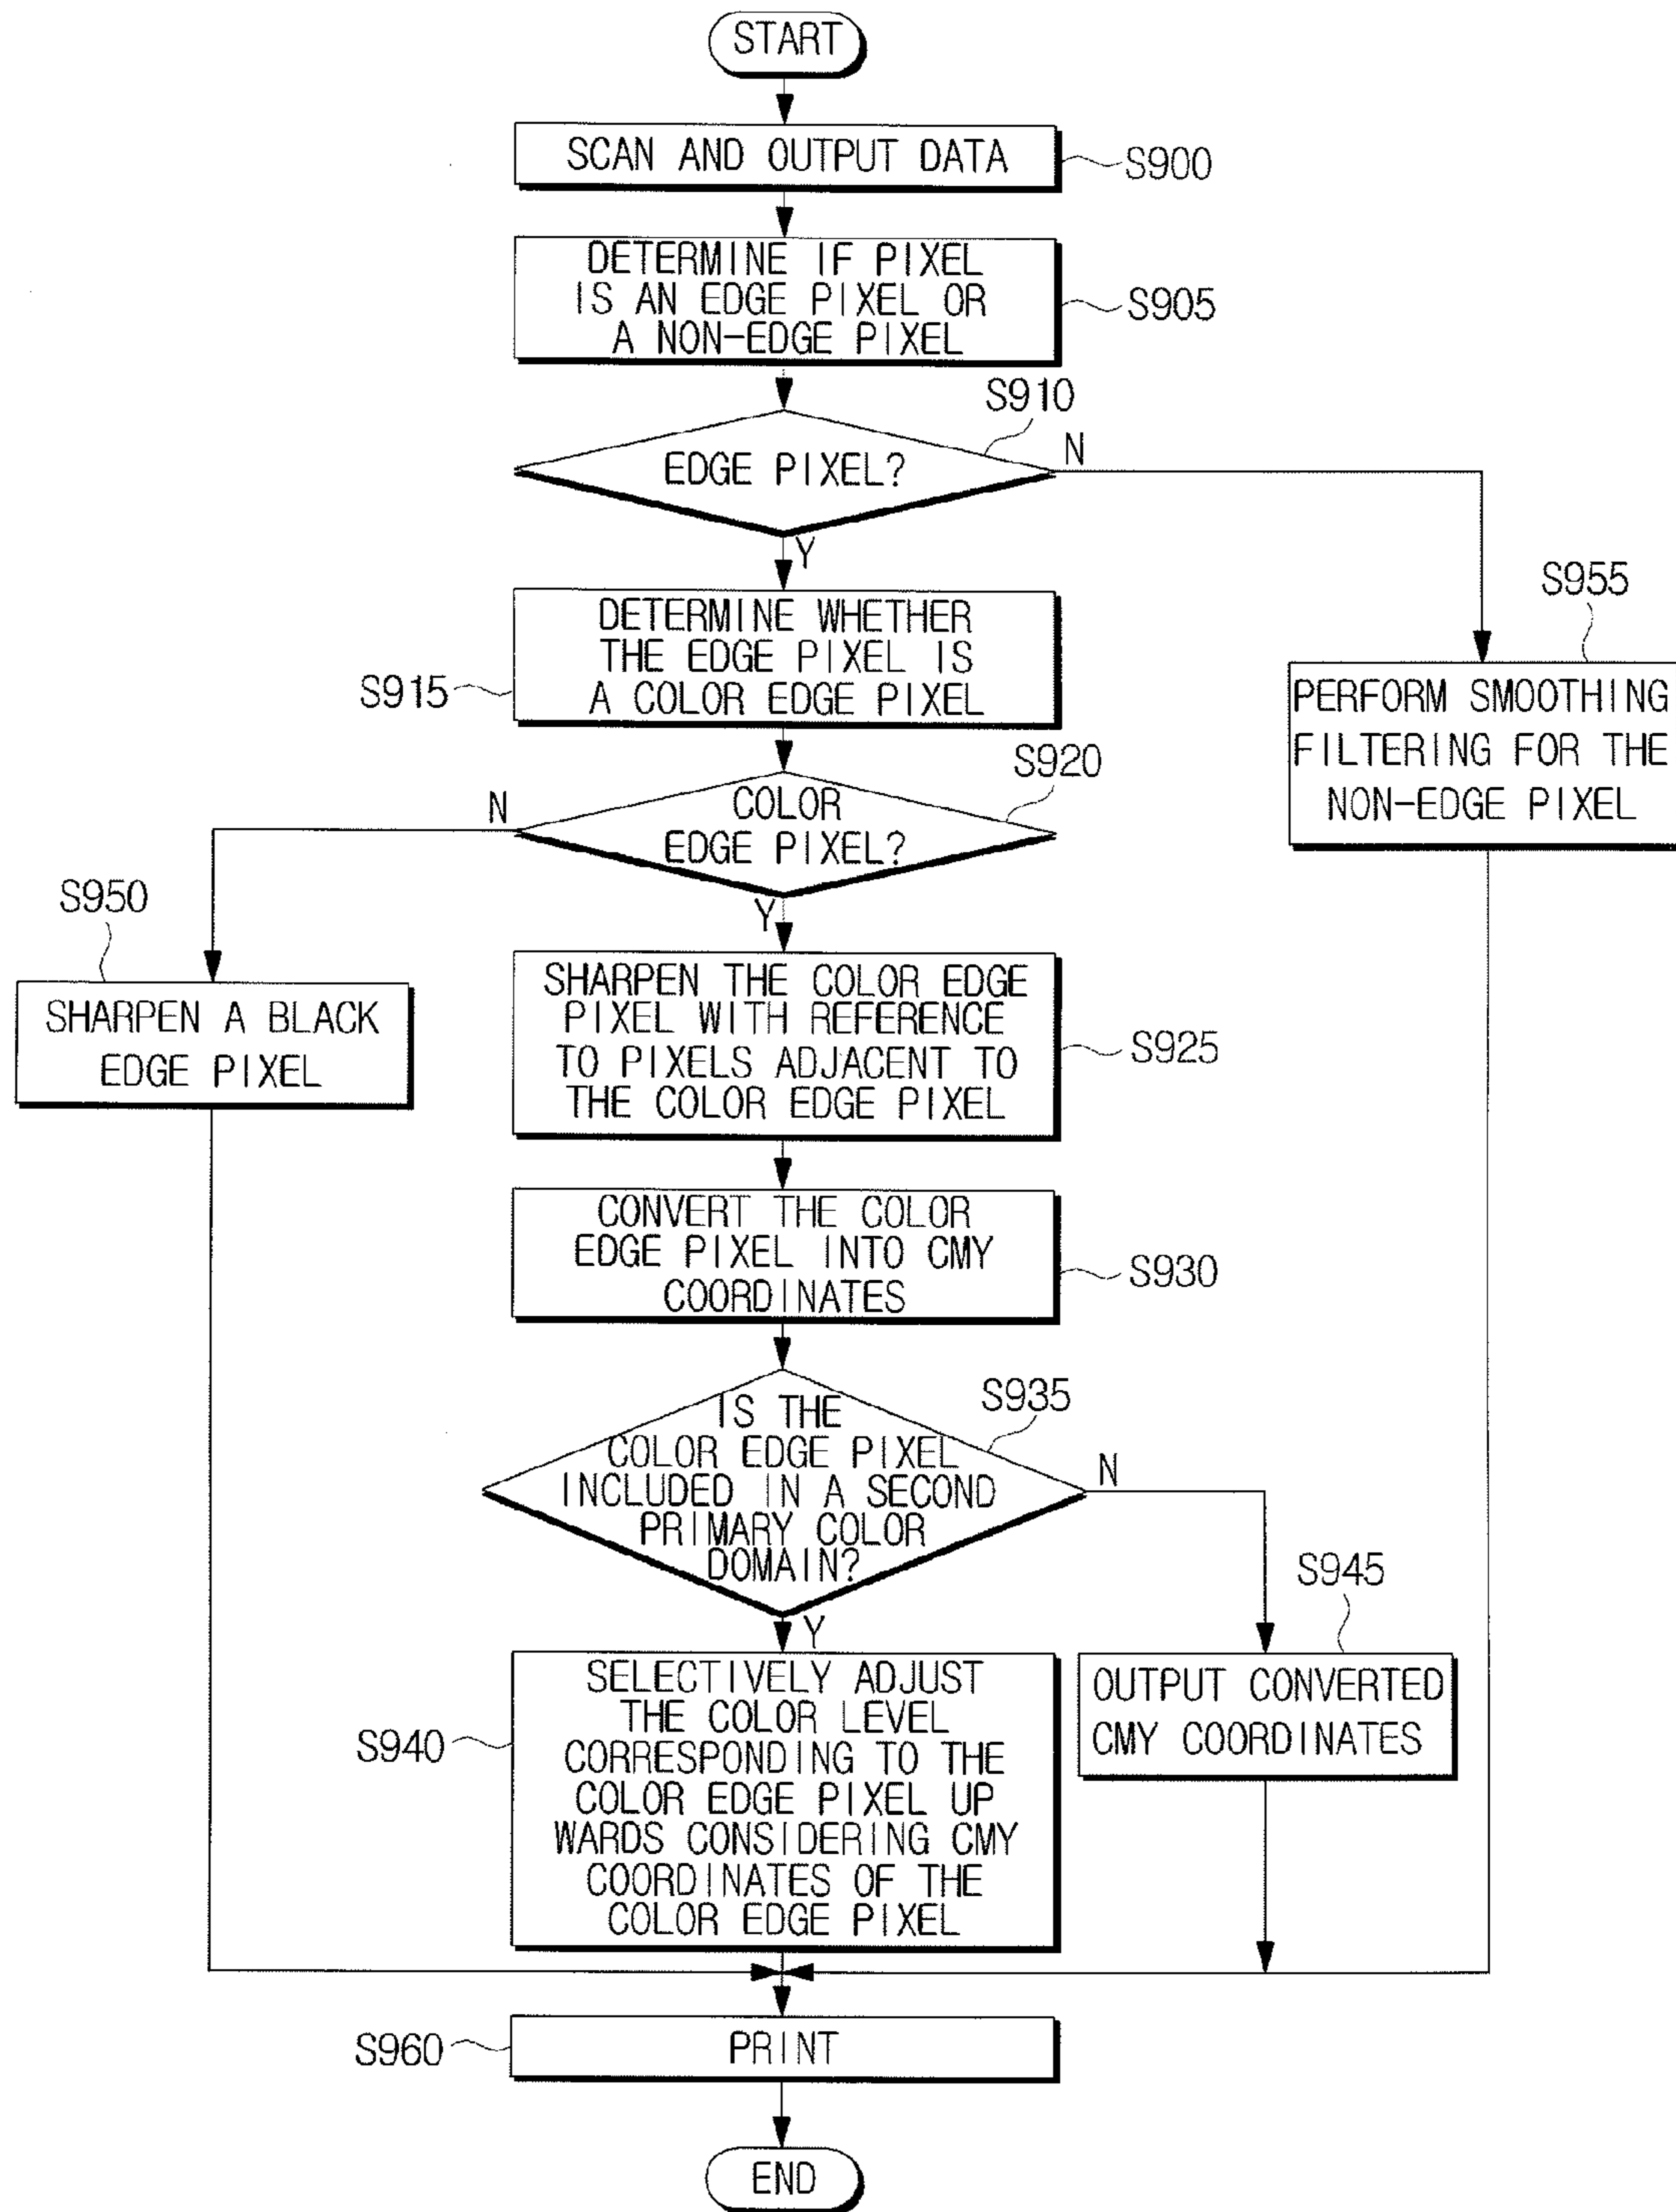 START
SCAN AND OUTPUT DATA
S900
DETERMINE IF PIXEL
IS AN EDGE PIXEL OR
A NON-EDGE PIXEL
S905
S910
EDGE PIXEL?
N
Y
DETERMINE WHETHER
THE EDGE PIXEL IS
A COLOR EDGE PIXEL
S915
S955
PERFORM SMOOTHING
FILTERING FOR THE
NON-EDGE PIXEL
S920
COLOR
EDGE PIXEL?
N
Y
S950
SHARPEN A BLACK
EDGE PIXEL
SHARPEN THE COLOR EDGE
PIXEL WITH REFERENCE
TO PIXELS ADJACENT TO
THE COLOR EDGE PIXEL
S925
CONVERT THE COLOR
EDGE PIXEL INTO CMY
COORDINATES
S930
S935
IS THE
COLOR EDGE PIXEL
INCLUDED IN A SECOND
PRIMARY COLOR
DOMAIN?
N
Y
S945
OUTPUT CONVERTED
CMY COORDINATES
SELECTIVELY ADJUST
THE COLOR LEVEL
CORRESPONDING TO THE
COLOR EDGE PIXEL UP
WARDS CONSIDERING CMY
COORDINATES OF THE
COLOR EDGE PIXEL
S940
PRINT
S960
END